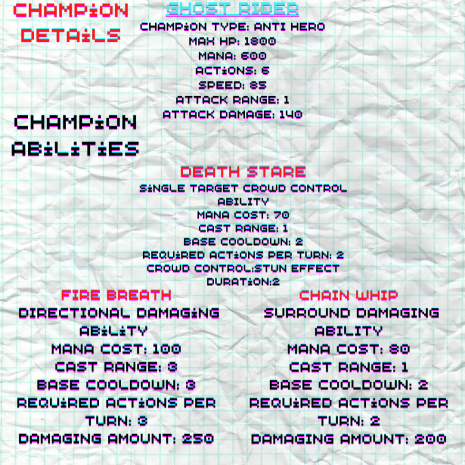 CHAMPION
DETAILS
GHOST RIDER
CHAMPION TYPE: ANTI HERO
MAX HP: 1800
MANA: 600
ACTIONS: 6
SPEED: 85
ATTACK RANGE: 1
ATTACK DAMAGE: 140
CHAMPION
ABILITIES
DEATH STARE
SINGLE TARGET CROWD CONTROL
ABILITY
MANA COST: 70
CAST RANGE: 1
BASE COOLDOWN: 2
REQUIRED ACTIONS PER TURN: 2
CROWD CONTROL:STUN EFFECT
DURATION:2
FIRE BREATH
DIRECTIONAL DAMAGING
ABILITY
MANA COST: 100
CAST RANGE: 3
BASE COOLDOWN: 3
REQUIRED ACTIONS PER
TURN: 3
DAMAGING AMOUNT: 250
CHAIN WHIP
SURROUND DAMAGING
ABILITY
MANA COST: 80
CAST RANGE: 1
BASE COOLDOWN: 2
REQUIRED ACTIONS PER
TURN: 2
DAMAGING AMOUNT: 200